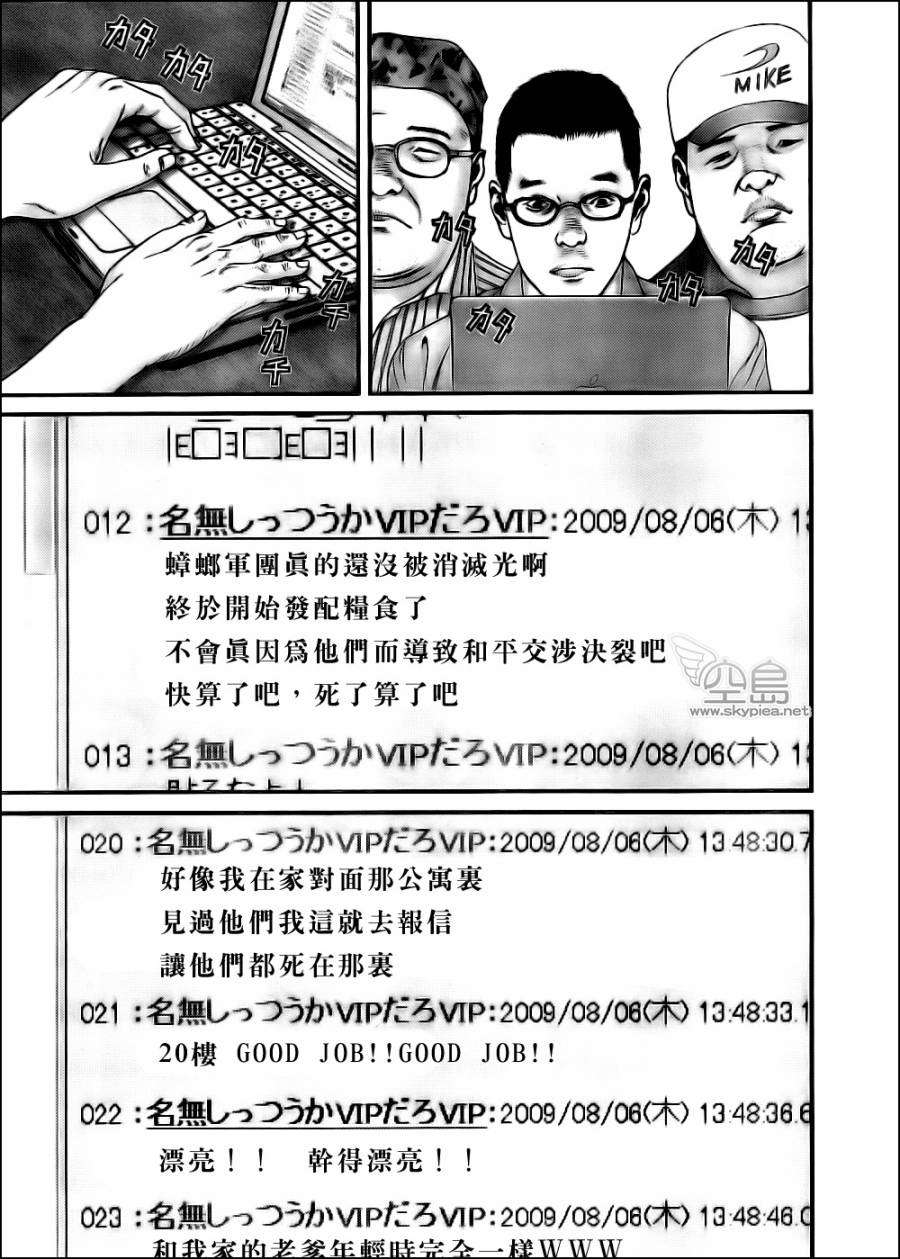 カタ
カタ
カタ
カチ
カチ
MIKE
カタ
カタ
カタ
カタ
|E□ヨ□E□ヨ| | | |
012 : 名無しっつうかVIPだろVIP: 2009/08/06(木) 13
蟑螂軍團眞的還沒被消滅光啊
終於開始發配糧食了
不會眞因爲他們而導致和平交涉決裂吧
快算了吧，死了算了吧
空島
www.skypiea.net
013 : 名無しっつうかVIPだろVIP: 2009/08/06(木) 13
020 : 名無しっつうかVIPだろVIP: 2009/08/06(木) 13:48:30.7
好像我在家對面那公寓裏
見過他們我這就去報信
讓他們都死在那裏
021 : 名無しっつうかVIPだろVIP: 2009/08/06(木) 13:48:33.1
20樓 GOOD JOB!!GOOD JOB!!
022 : 名無しっつうかVIPだろVIP: 2009/08/06(木) 13:48:36.6
漂亮！！ 幹得漂亮！！
023 : 名無しっつうかVIPだろVIP: 2009/08/06(木) 13:48:46.0
和我家的老爹年輕時完全一樣WWW